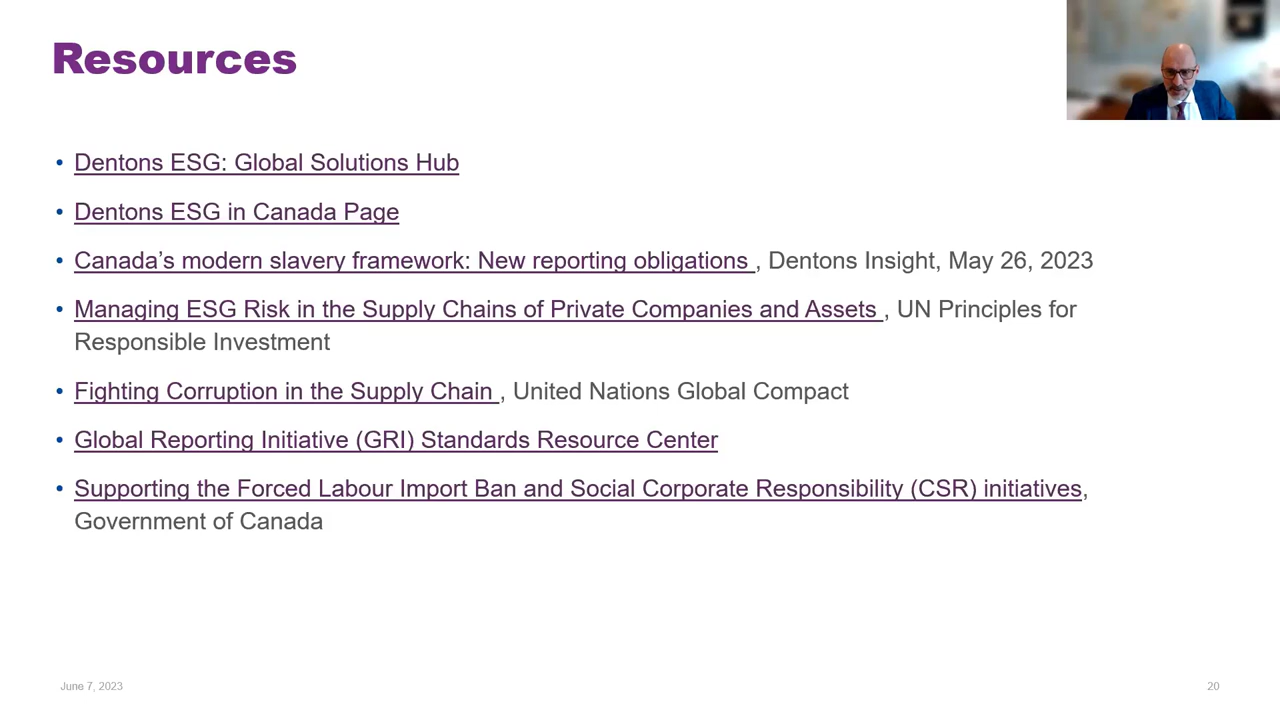 Resources
• Dentons ESG: Global Solutions Hub
• Dentons ESG in Canada Page
• Canada’s modern slavery framework: New reporting obligations , Dentons Insight, May 26, 2023
• Managing ESG Risk in the Supply Chains of Private Companies and Assets , UN Principles for
Responsible Investment
• Fighting Corruption in the Supply Chain , United Nations Global Compact
• Global Reporting Initiative (GRI) Standards Resource Center
• Supporting the Forced Labour Import Ban and Social Corporate Responsibility (CSR) initiatives,
Government of Canada
June 7, 2023
20